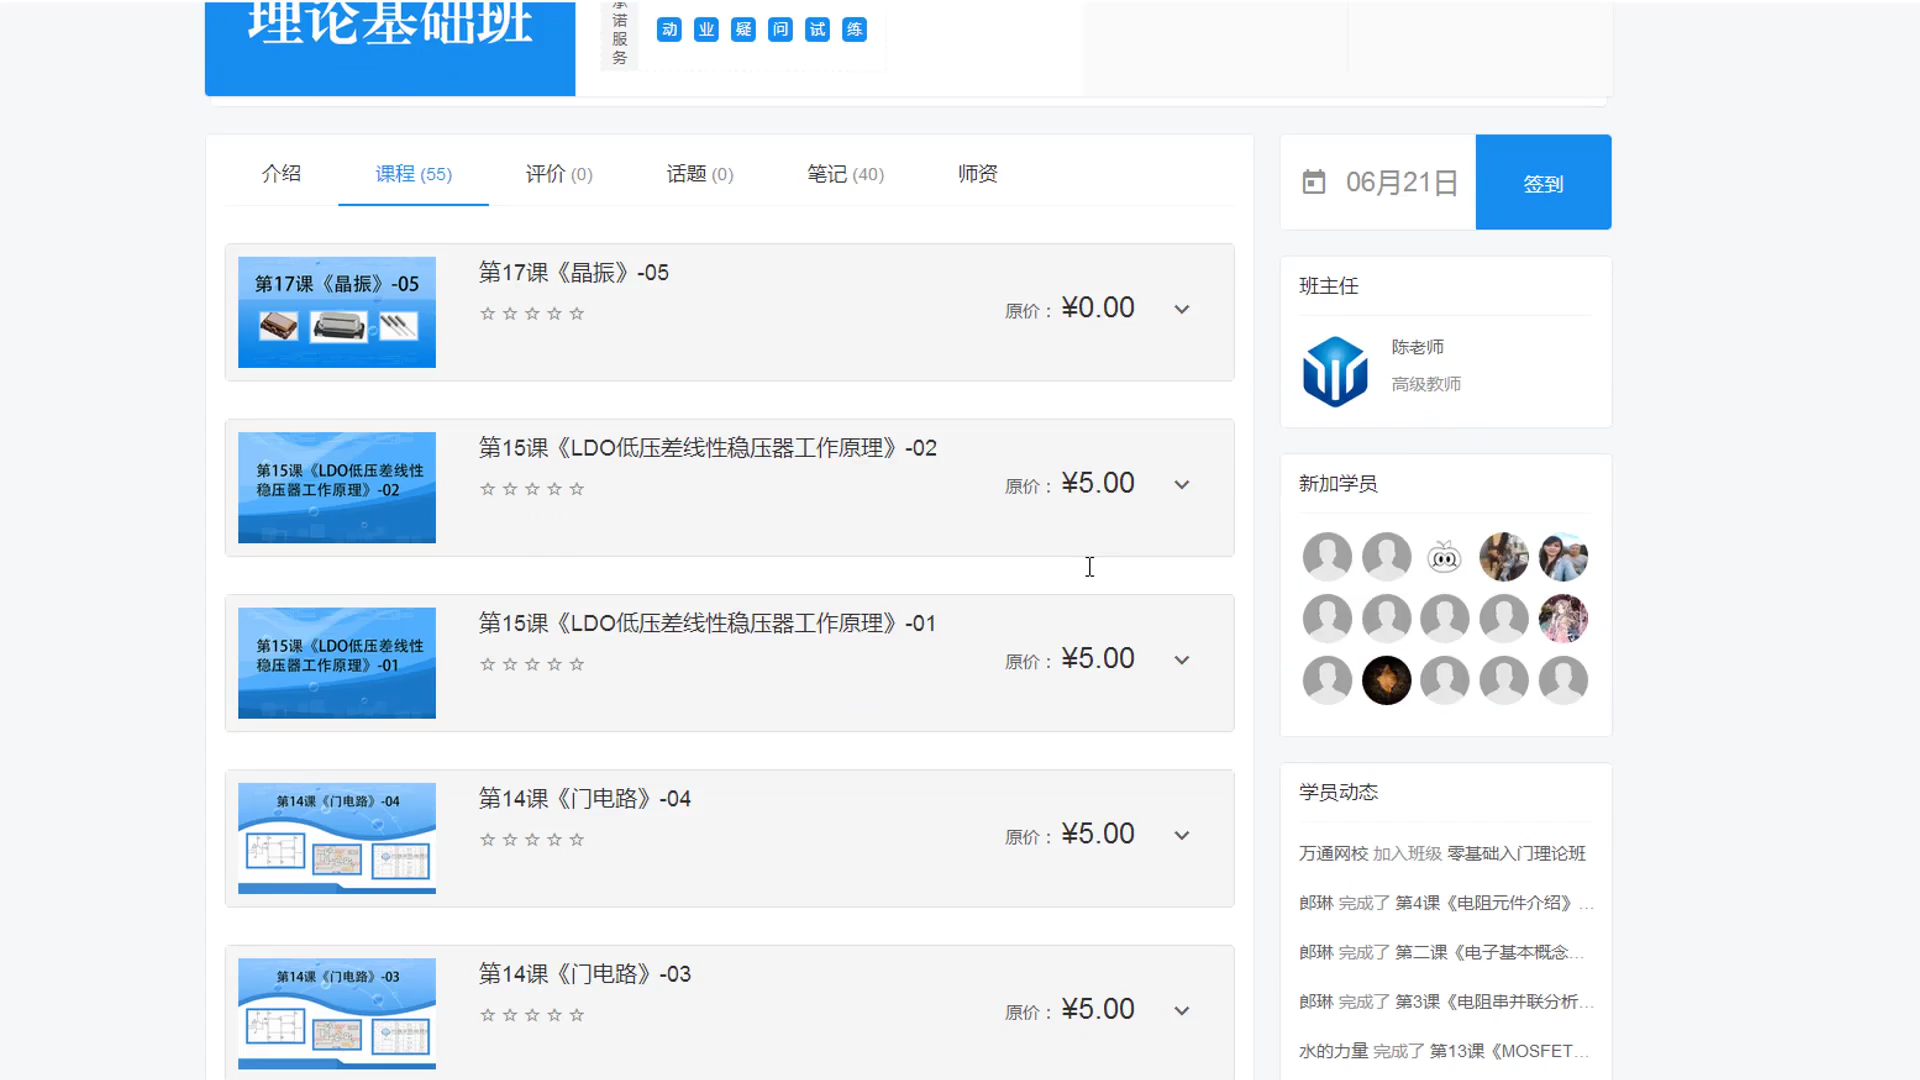 理论基础班
承诺服务
动 业 疑 问 试 练
介绍 课程 (55) 评价 (0) 话题 (0) 笔记 (40) 师资
第17课《晶振》-05
第17课《晶振》-05
☆ ☆ ☆ ☆ ☆
原价： ¥0.00
第15课《LDO低压差线性
稳压器工作原理》-02
第15课《LDO低压差线性稳压器工作原理》-02
☆ ☆ ☆ ☆ ☆
原价： ¥5.00
第15课《LDO低压差线性
稳压器工作原理》-01
第15课《LDO低压差线性稳压器工作原理》-01
☆ ☆ ☆ ☆ ☆
原价： ¥5.00
第14课《门电路》-04
第14课《门电路》-04
☆ ☆ ☆ ☆ ☆
原价： ¥5.00
第14课《门电路》-03
第14课《门电路》-03
☆ ☆ ☆ ☆ ☆
原价： ¥5.00
06月21日 签到
班主任
陈老师
高级教师
新加学员
学员动态
万通网校 加入班级 零基础入门理论班
郎琳 完成了 第4课《电阻元件介绍》...
郎琳 完成了 第二课《电子基本概念...
郎琳 完成了 第3课《电阻串并联分析...
水的力量 完成了 第13课《MOSFET...